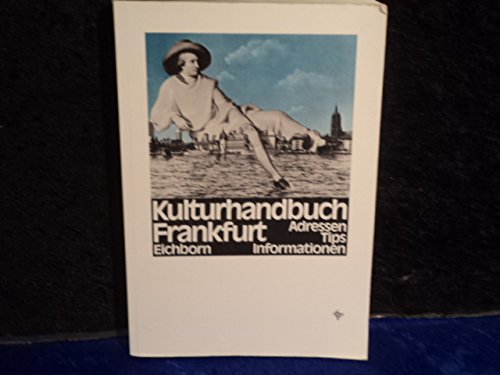 Kulturhandbuch
Frankfurt Adressen
Tips
Eichborn Informationen